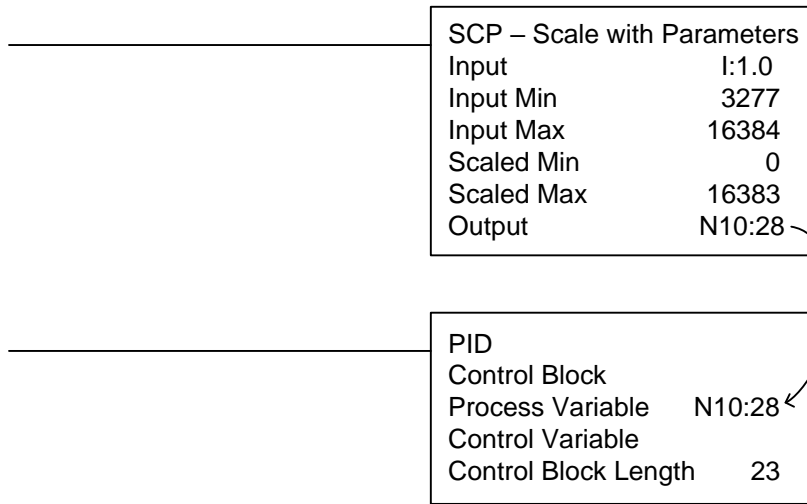 SCP – Scale with Parameters
Input I:1.0
Input Min 3277
Input Max 16384
Scaled Min 0
Scaled Max 16383
Output N10:28
PID
Control Block
Process Variable N10:28
Control Variable
Control Block Length 23